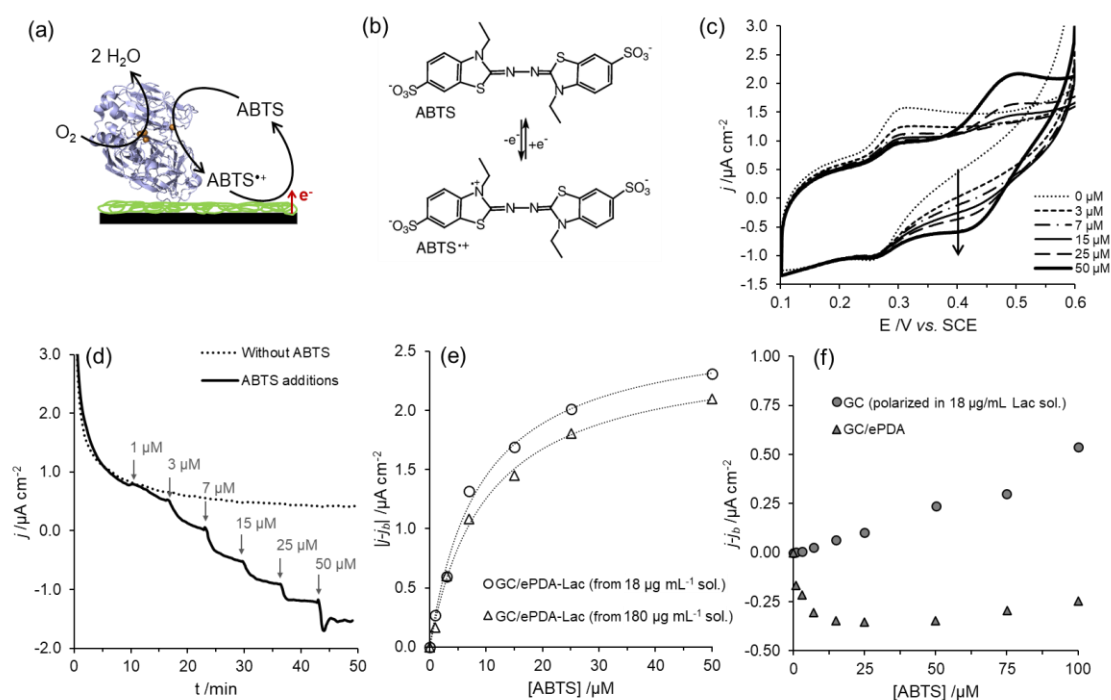 (a)
2 H2O
O2
ABTS
ABTS•+
e-
(b)
-O3S
S
N
N
N
S
N
SO3-
ABTS
-e-
+e-
-O3S
S
N
N
N
S
N
SO3-
ABTS•+
(c)
j /µA cm-2
3.0
2.5
2.0
1.5
1.0
0.5
0.0
-0.5
-1.0
-1.5
0.1
0.2
0.3
0.4
0.5
0.6
E /V vs. SCE
0 µM
3 µM
7 µM
15 µM
25 µM
50 µM
(d)
Without ABTS
ABTS additions
j /µA cm-2
3.0
2.0
1.0
0.0
-1.0
-2.0
1 µM
3 µM
7 µM
15 µM
25 µM
50 µM
0
10
20
30
40
50
t /min
(e)
|j-jb| /µA cm-2
2.5
2.0
1.5
1.0
0.5
0.0
GC/ePDA-Lac (from 18 µg mL-1 sol.)
GC/ePDA-Lac (from 180 µg mL-1 sol.)
0
10
20
30
40
50
[ABTS] /µM
(f)
j-jb /µA cm-2
1.00
0.75
0.50
0.25
0.00
-0.25
-0.50
GC (polarized in 18 µg/mL Lac sol.)
GC/ePDA
0
25
50
75
100
[ABTS] /µM